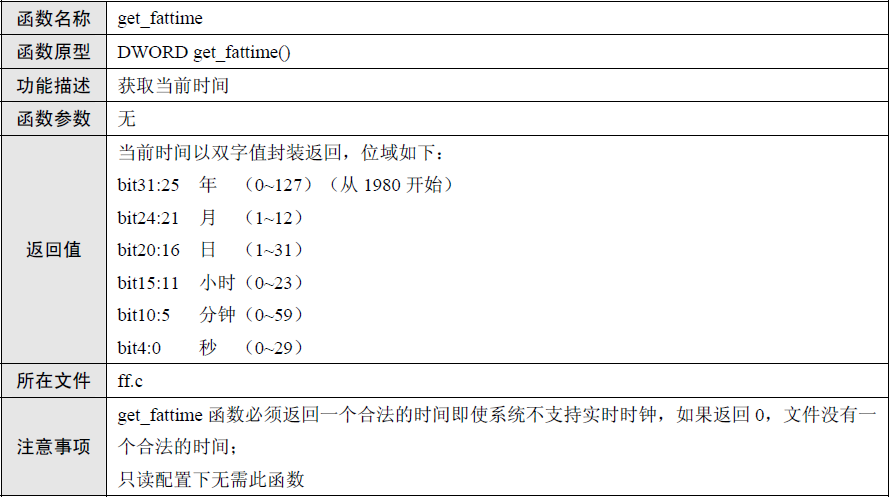 函数名称 get_fattime
函数原型 DWORD get_fattime()
功能描述 获取当前时间
函数参数 无
返回值
当前时间以双字值封装返回，位域如下：
bit31:25 年 （0~127）（从 1980 开始）
bit24:21 月 （1~12）
bit20:16 日 （1~31）
bit15:11 小时（0~23）
bit10:5 分钟（0~59）
bit4:0 秒 （0~29）
所在文件 ff.c
注意事项
get_fattime 函数必须返回一个合法的时间即使系统不支持实时时钟，如果返回 0，文件没有一
个合法的时间；
只读配置下无需此函数